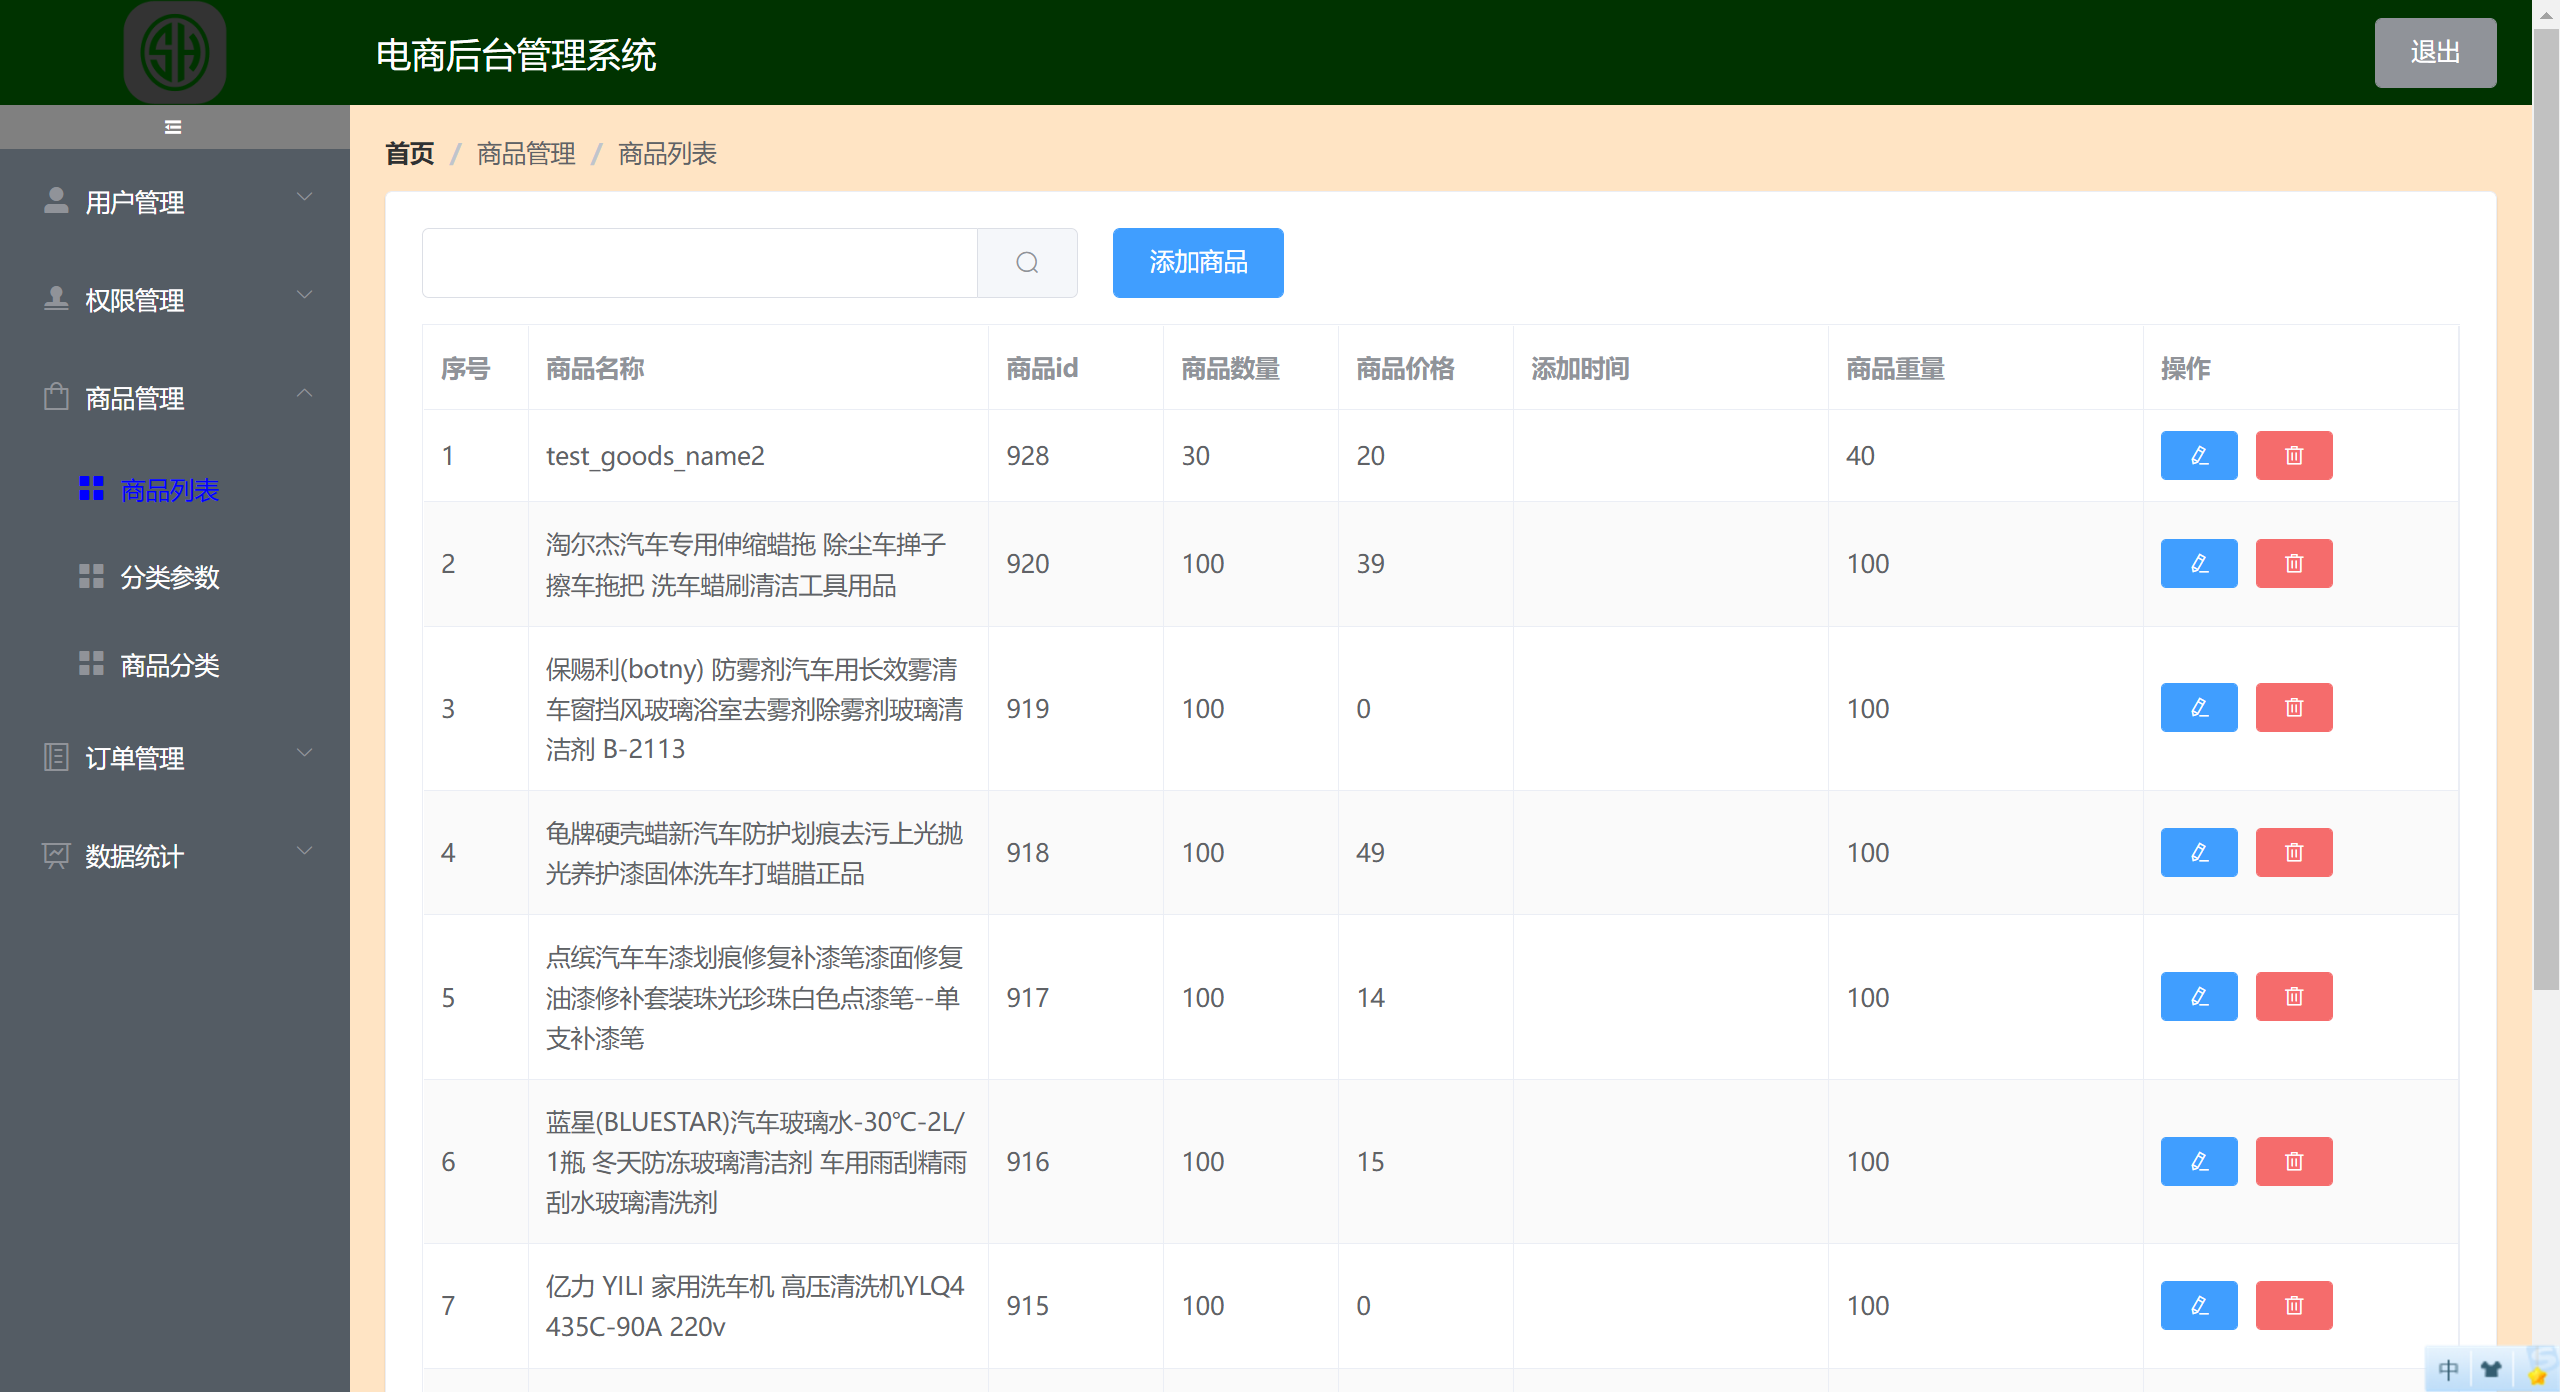 SH
电商后台管理系统
退出
用户管理
权限管理
商品管理
商品列表
分类参数
商品分类
订单管理
数据统计
首页 / 商品管理 / 商品列表
添加商品
序号 商品名称 商品id 商品数量 商品价格 添加时间 商品重量 操作
1 test_goods_name2 928 30 20 40
2 淘尔杰汽车专用伸缩蜡拖 除尘车掸子
擦车拖把 洗车蜡刷清洁工具用品 920 100 39 100
3 保赐利(botny) 防雾剂汽车用长效雾清
车窗挡风玻璃浴室去雾剂除雾剂玻璃清
洁剂 B-2113 919 100 0 100
4 龟牌硬壳蜡新汽车防护划痕去污上光抛
光养护漆固体洗车打蜡腊正品 918 100 49 100
5 点缤汽车车漆划痕修复补漆笔漆面修复
油漆修补套装珠光珍珠白色点漆笔--单
支补漆笔 917 100 14 100
6 蓝星(BLUESTAR)汽车玻璃水-30℃-2L/
1瓶 冬天防冻玻璃清洁剂 车用雨刮精雨
刮水玻璃清洗剂 916 100 15 100
7 亿力 YILI 家用洗车机 高压清洗机YLQ4
435C-90A 220v 915 100 0 100
中